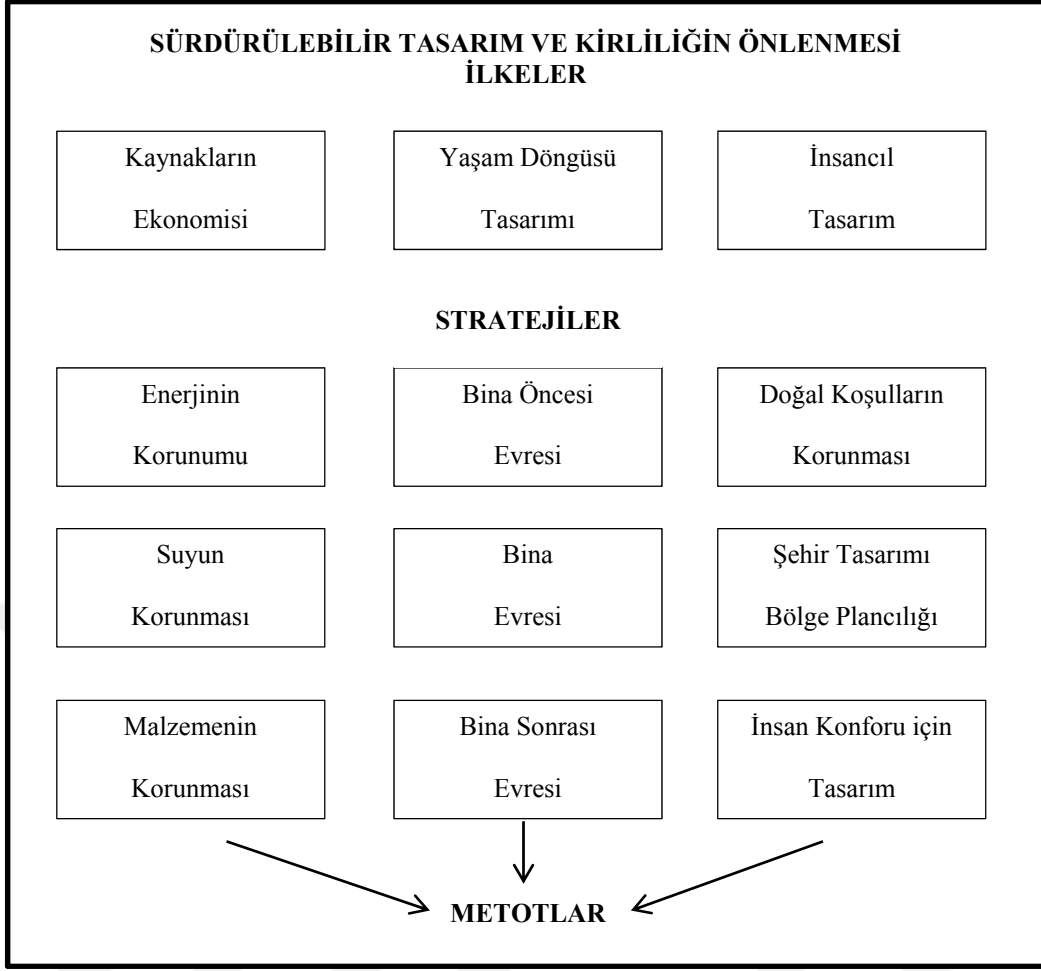 SÜRDÜRÜLEBİLİR TASARIM VE KİRLİLİĞİN ÖNLENMESİ
İLKELER
Kaynakların
Ekonomisi
Yaşam Döngüsü
Tasarımı
İnsancıl
Tasarım
STRATEJİLER
Enerjinin
Korunumu
Bina Öncesi
Evresi
Doğal Koşulların
Korunması
Suyun
Korunması
Bina
Evresi
Şehir Tasarımı
Bölge Plancılığı
Malzemenin
Korunması
Bina Sonrası
Evresi
İnsan Konforu için
Tasarım
METOTLAR